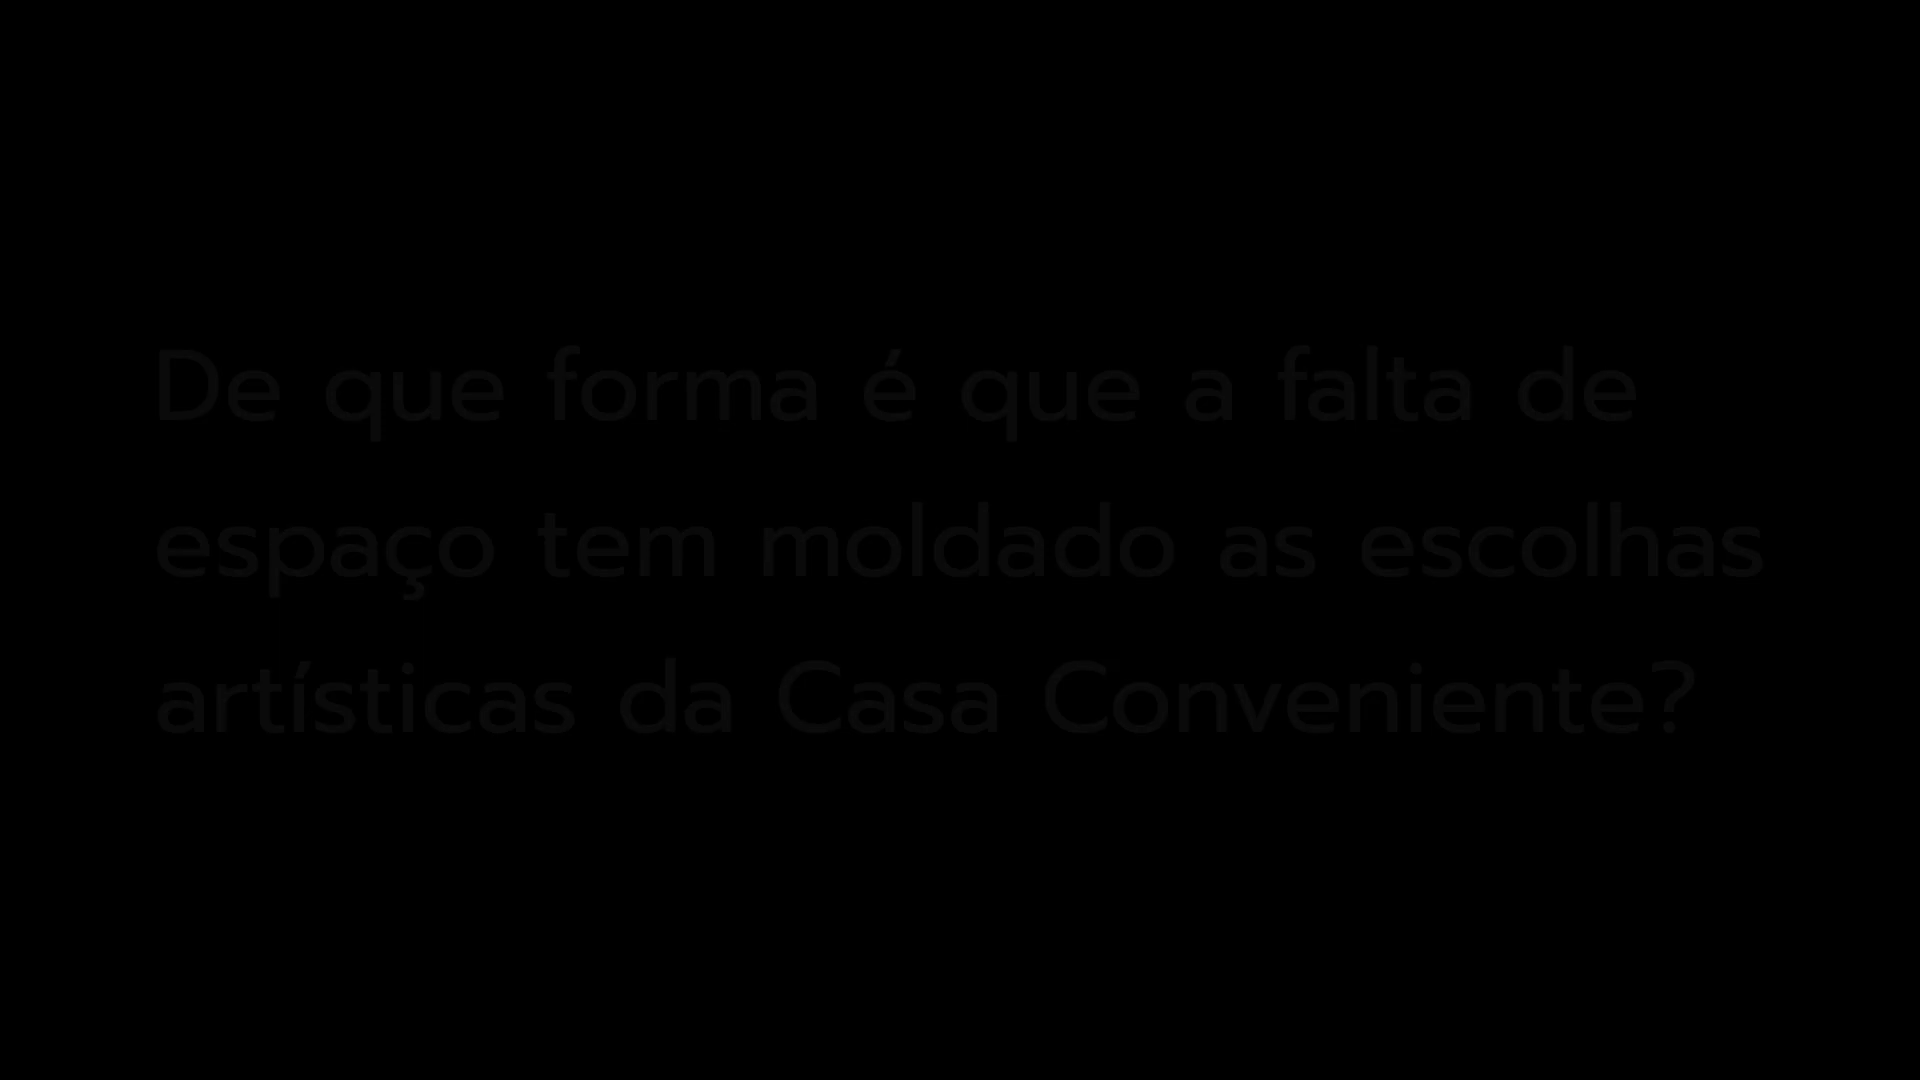 De que forma é que a falta de
espaço tem moldado as escolhas
artísticas da Casa Conveniente?